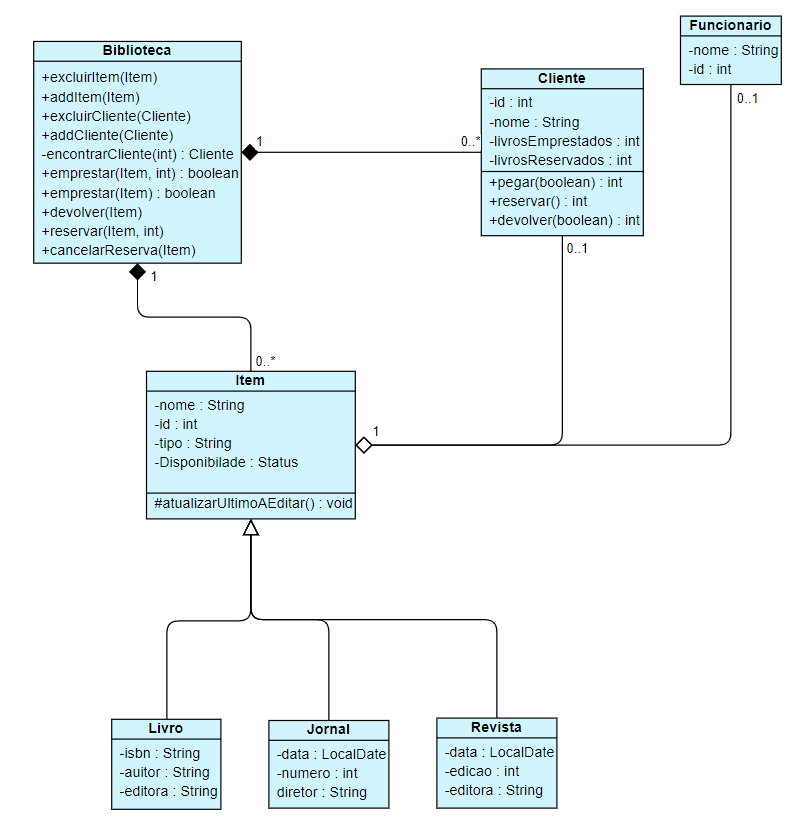 Biblioteca
+excluirItem(Item)
+addItem(Item)
+excluirCliente(Cliente)
+addCliente(Cliente)
-encontrarCliente(int) : Cliente
+emprestar(Item, int) : boolean
+emprestar(Item) : boolean
+devolver(Item)
+reservar(Item, int)
+cancelarReserva(Item)
1
0..*
Cliente
-id : int
-nome : String
-livrosEmprestados : int
-livrosReservados : int
+pegar(boolean) : int
+reservar() : int
+devolver(boolean) : int
0..1
Funcionario
-nome : String
-id : int
0..1
1
0..*
Item
-nome : String
-id : int
-tipo : String
-Disponibilade : Status
#atualizarUltimoAEditar() : void
1
Livro
-isbn : String
-auitor : String
-editora : String
Jornal
-data : LocalDate
-numero : int
diretor : String
Revista
-data : LocalDate
-edicao : int
-editora : String